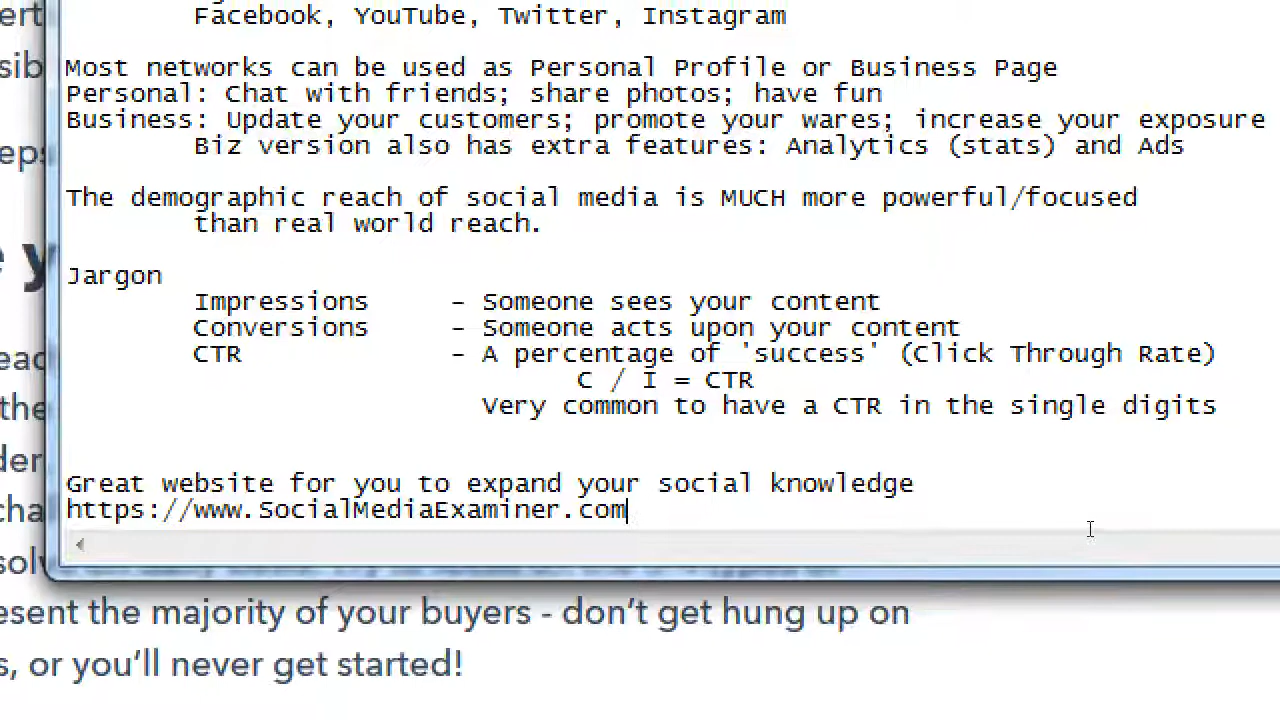 Facebook, YouTube, Twitter, Instagram
Most networks can be used as Personal Profile or Business Page
Personal: Chat with friends; share photos; have fun
Business: Update your customers; promote your wares; increase your exposure
Biz version also has extra features: Analytics (stats) and Ads
The demographic reach of social media is MUCH more powerful/focused
than real world reach.
Jargon
Impressions - Someone sees your content
Conversions - Someone acts upon your content
CTR - A percentage of 'success' (Click Through Rate)
C / I = CTR
Very common to have a CTR in the single digits
Great website for you to expand your social knowledge
https://www.SocialMediaExaminer.com
esent the majority of your buyers - don't get hung up on
s, or you'll never get started!